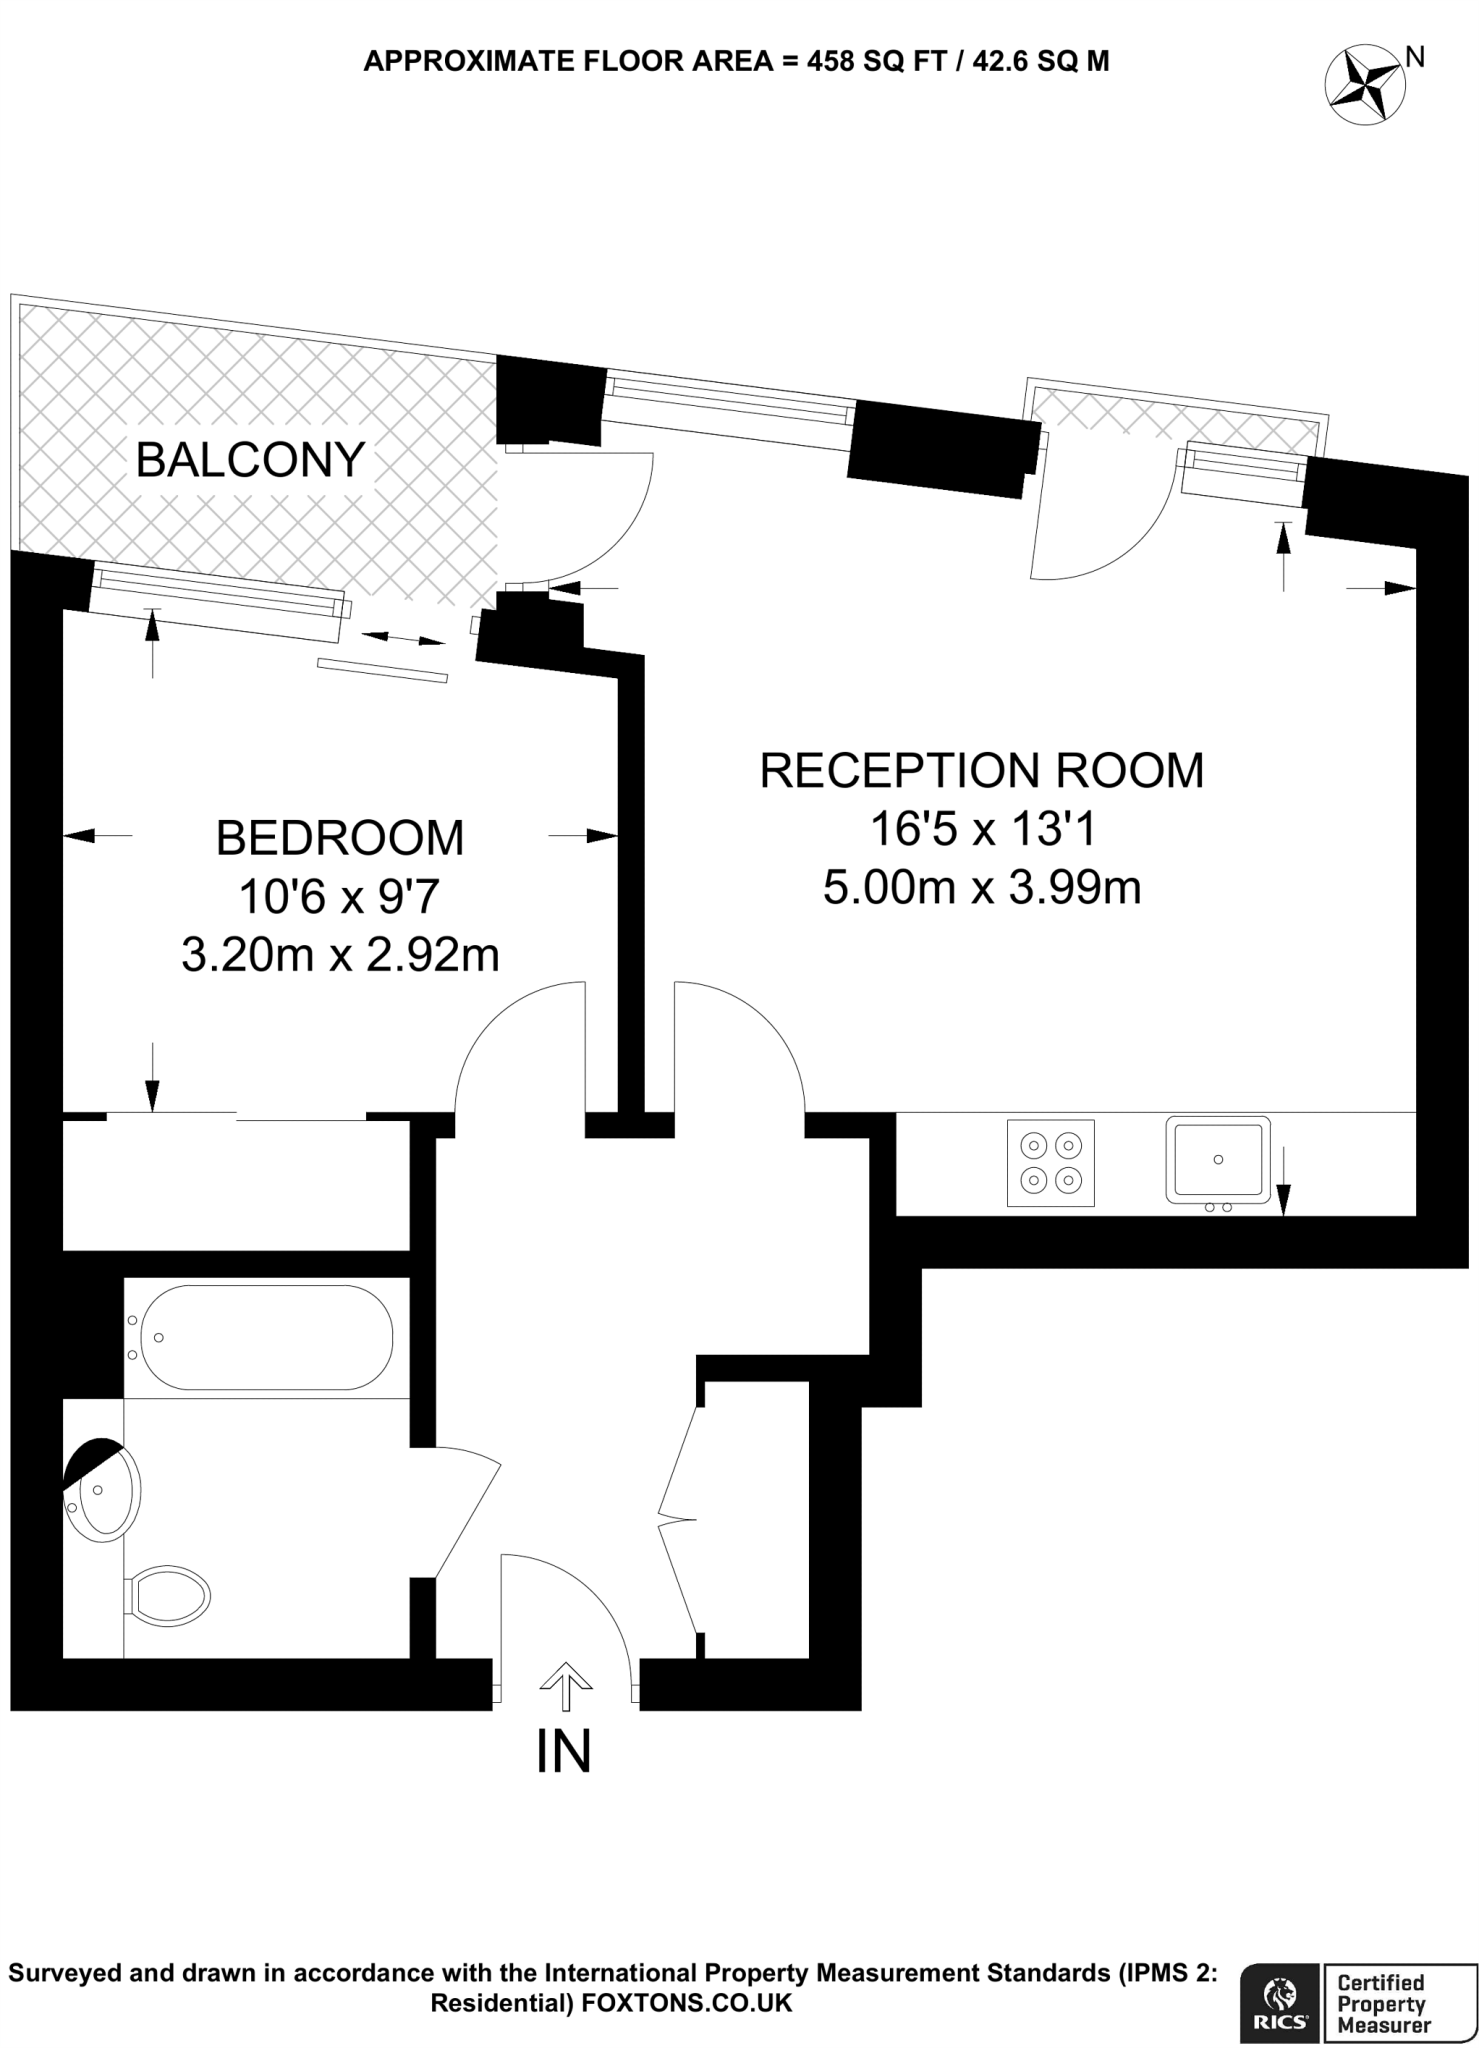 APPROXIMATE FLOOR AREA = 458 SQ FT / 42.6 SQ M
N
BALCONY
RECEPTION ROOM
16'5 x 13'1
5.00m x 3.99m
BEDROOM
10'6 x 9'7
3.20m x 2.92m
IN
Surveyed and drawn in accordance with the International Property Measurement Standards (IPMS 2:
Residential) FOXTONS.CO.UK
RICS
Certified
Property
Measurer